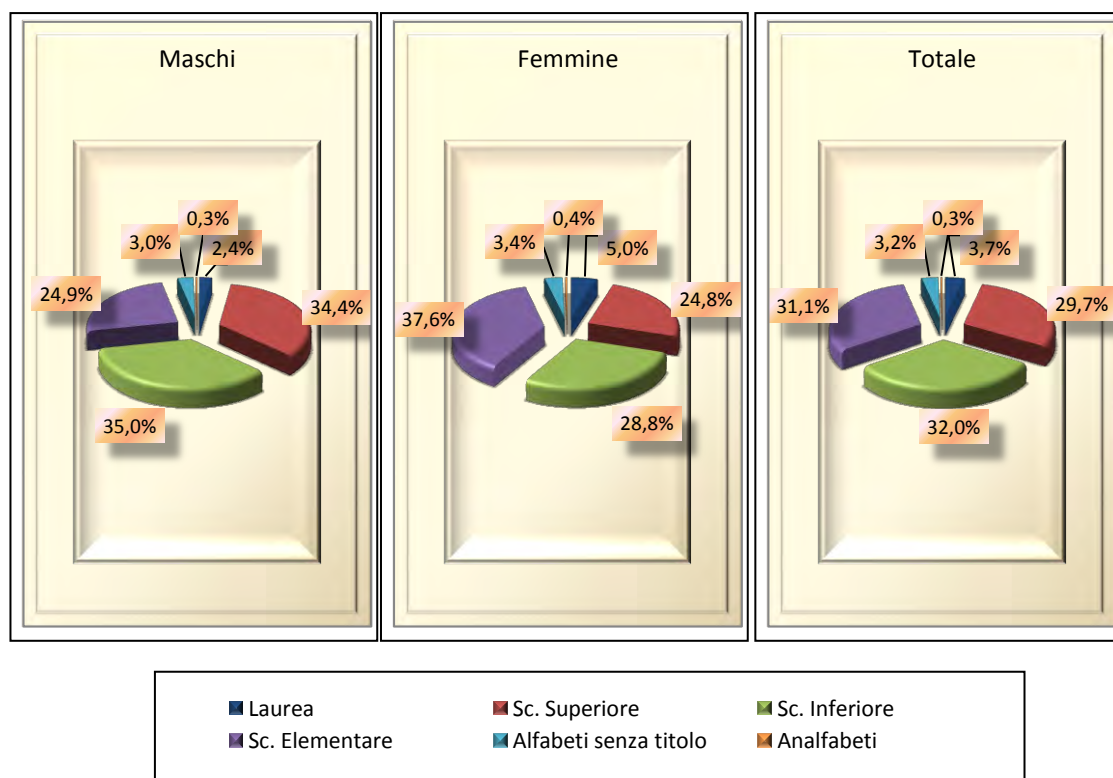 Maschi
0,3%
3,0%
2,4%
24,9%
34,4%
35,0%
Femmine
0,4%
3,4%
5,0%
37,6%
24,8%
28,8%
Totale
0,3%
3,2%
3,7%
31,1%
29,7%
32,0%
Laurea
Sc. Superiore
Sc. Inferiore
Sc. Elementare
Alfabeti senza titolo
Analfabeti